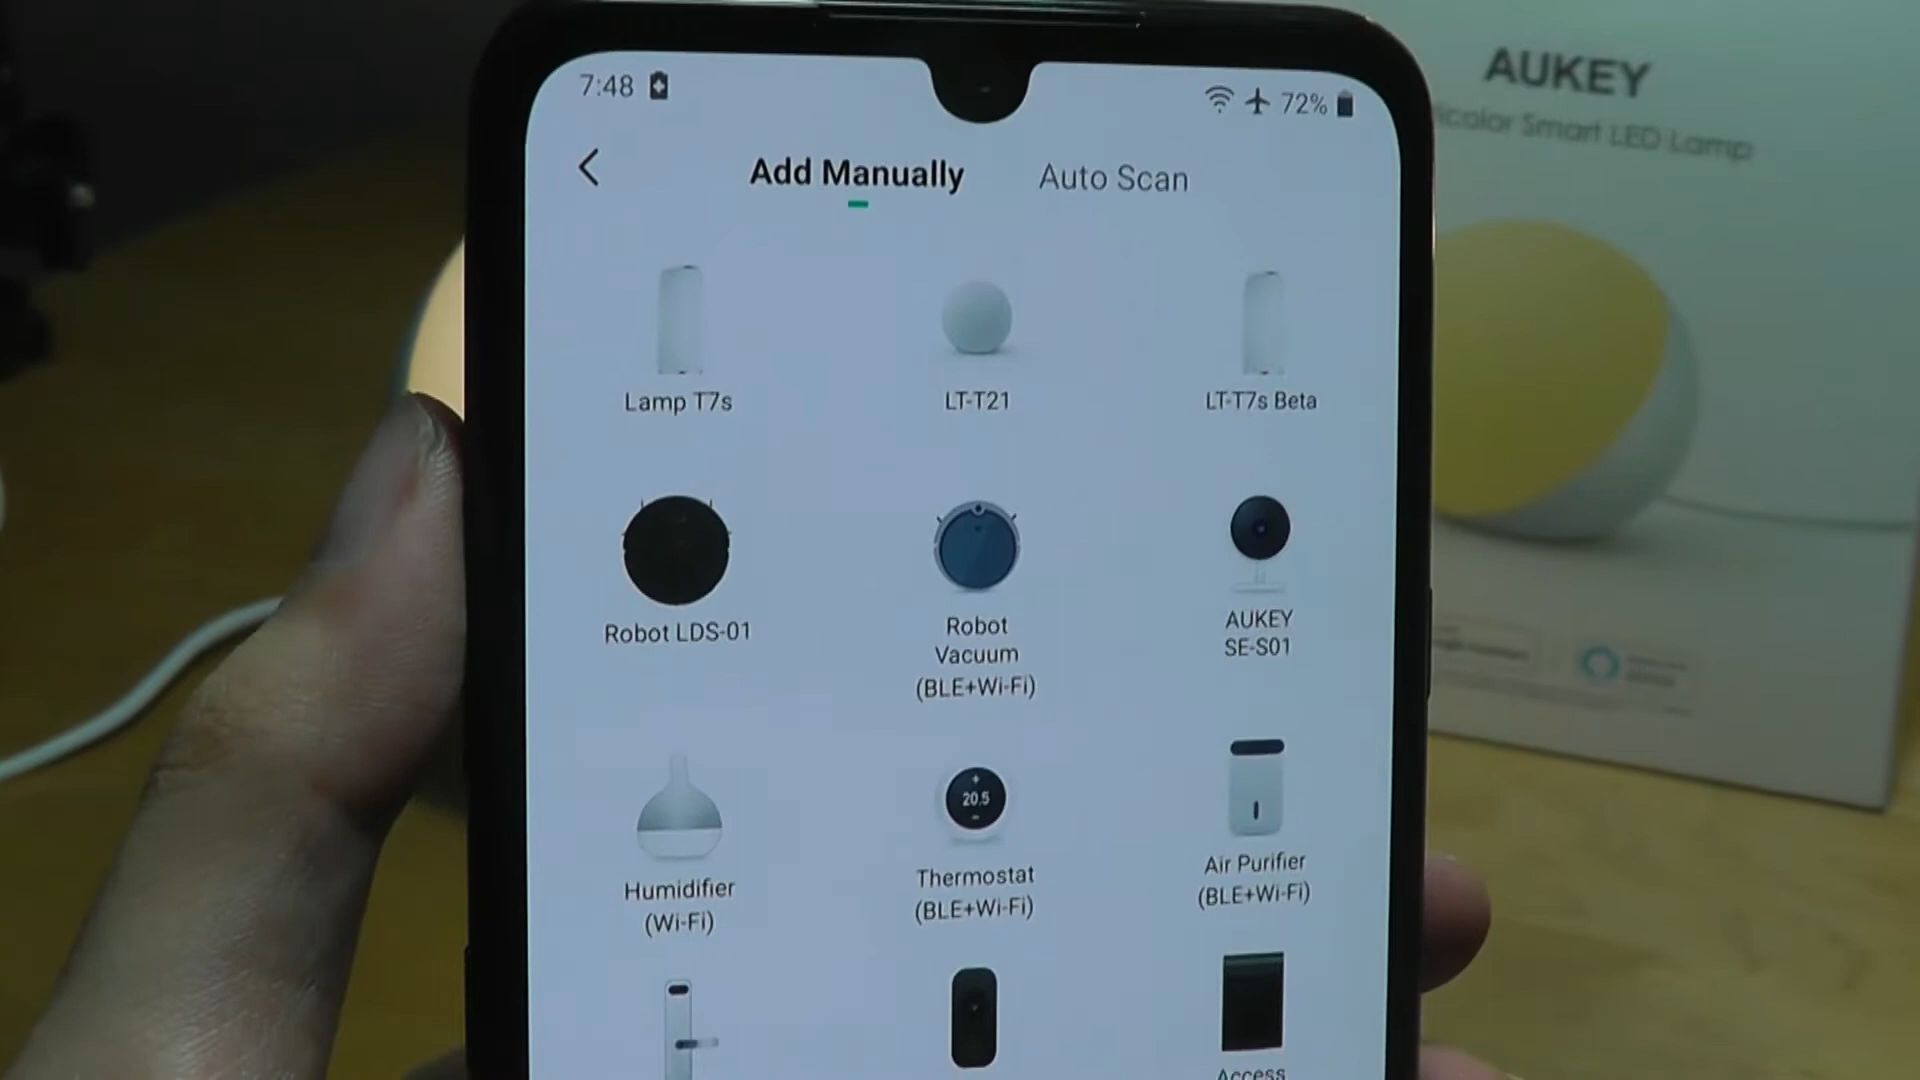 7:48
72%
AUKEY
Smart LED Lamp
Add Manually
Auto Scan
Lamp T7s
LT-T21
LT-T7s Beta
Robot LDS-01
Robot
Vacuum
(BLE+Wi-Fi)
AUKEY
SE-S01
Humidifier
(Wi-Fi)
20.5
Thermostat
(BLE+Wi-Fi)
Air Purifier
(BLE+Wi-Fi)
Access